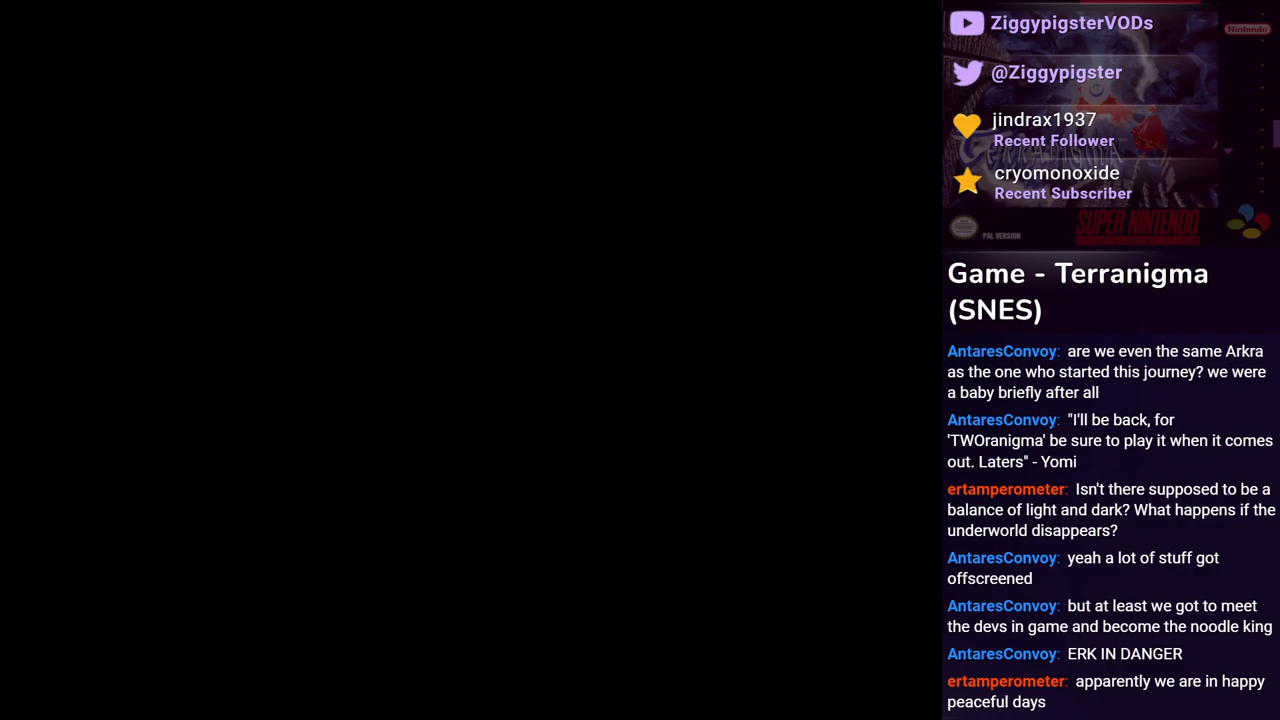 ZiggypigsterVODs
Nintendo
@Ziggypigster
jindrax1937
Recent Follower
cryomonoxide
Recent Subscriber
PAL VERSION
SUPER NINTENDO
Game - Terranigma
(SNES)
AntaresConvoy: are we even the same Arkra
as the one who started this journey? we were
a baby briefly after all
AntaresConvoy: "I'll be back, for
'TWOranigma' be sure to play it when it comes
out. Laters" - Yomi
ertamperometer: Isn't there supposed to be a
balance of light and dark? What happens if the
underworld disappears?
AntaresConvoy: yeah a lot of stuff got
offscreened
AntaresConvoy: but at least we got to meet
the devs in game and become the noodle king
AntaresConvoy: ERK IN DANGER
ertamperometer: apparently we are in happy
peaceful days